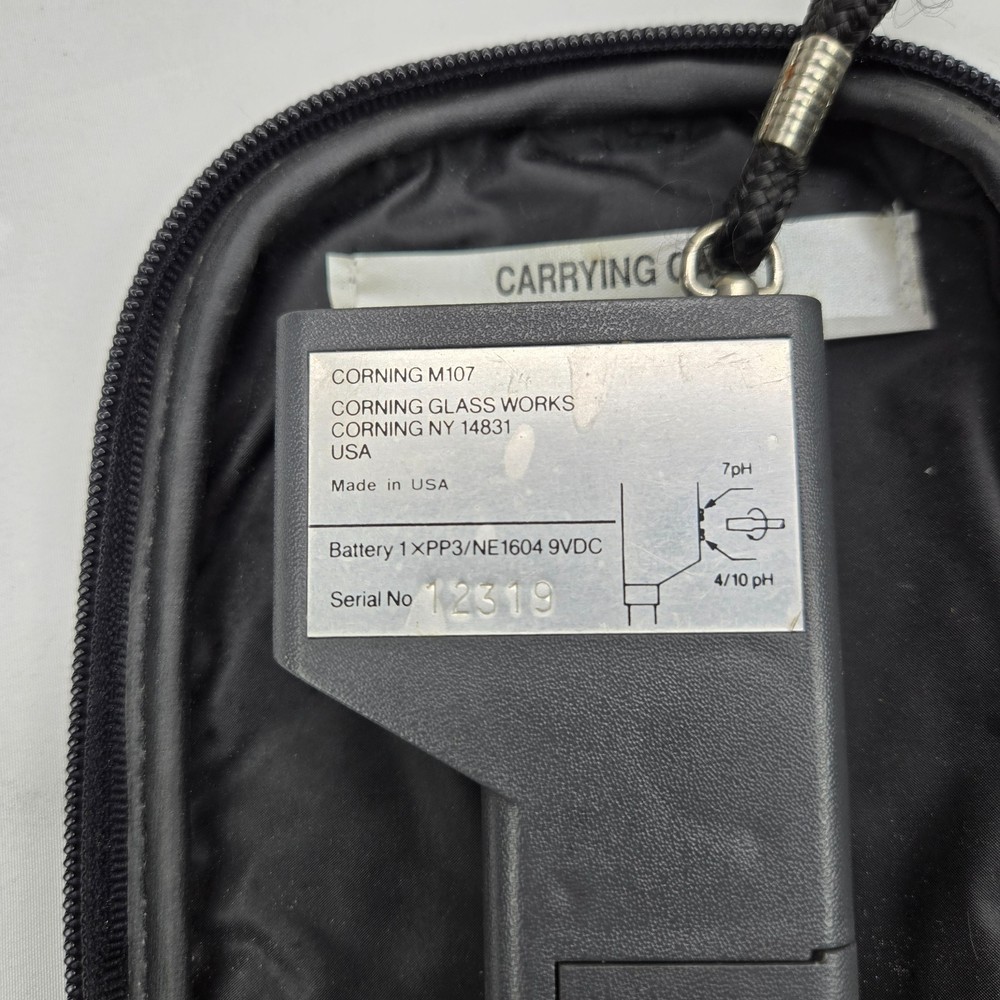 CARRYING
CORNING M107
CORNING GLASS WORKS
CORNING NY 14831
USA
Made in USA
Battery 1×PP3/NE1604 9VDC
Serial No 12319
7pH
4/10 pH